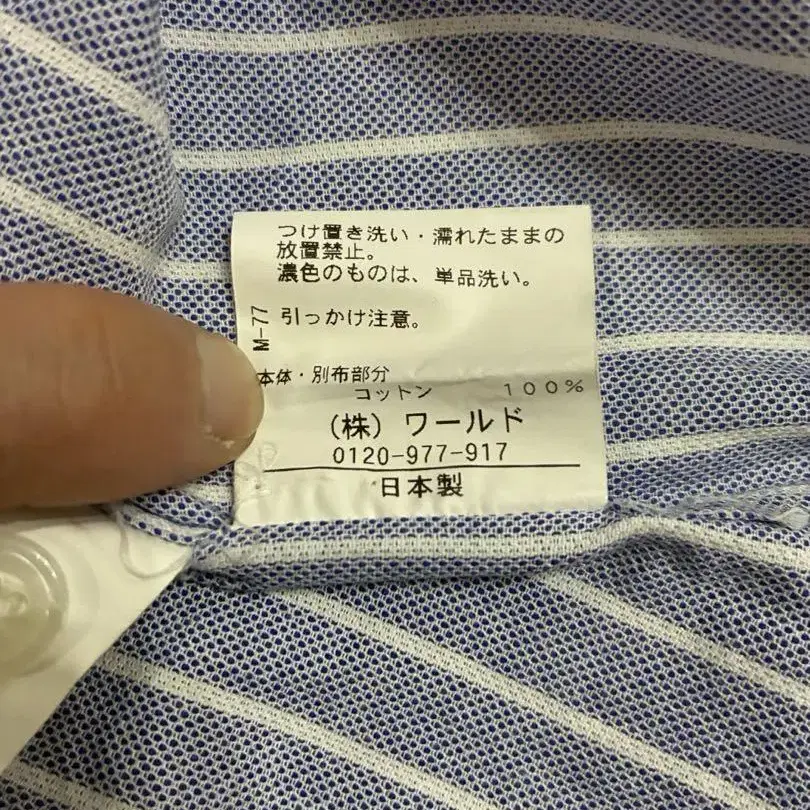 つけ置き洗い・濡れたままの
放置禁止。
濃色のものは、単品洗い。
M-77
引っかけ注意。
本体・別布部分
コットン 100%
(株) ワールド
0120-977-917
日本製